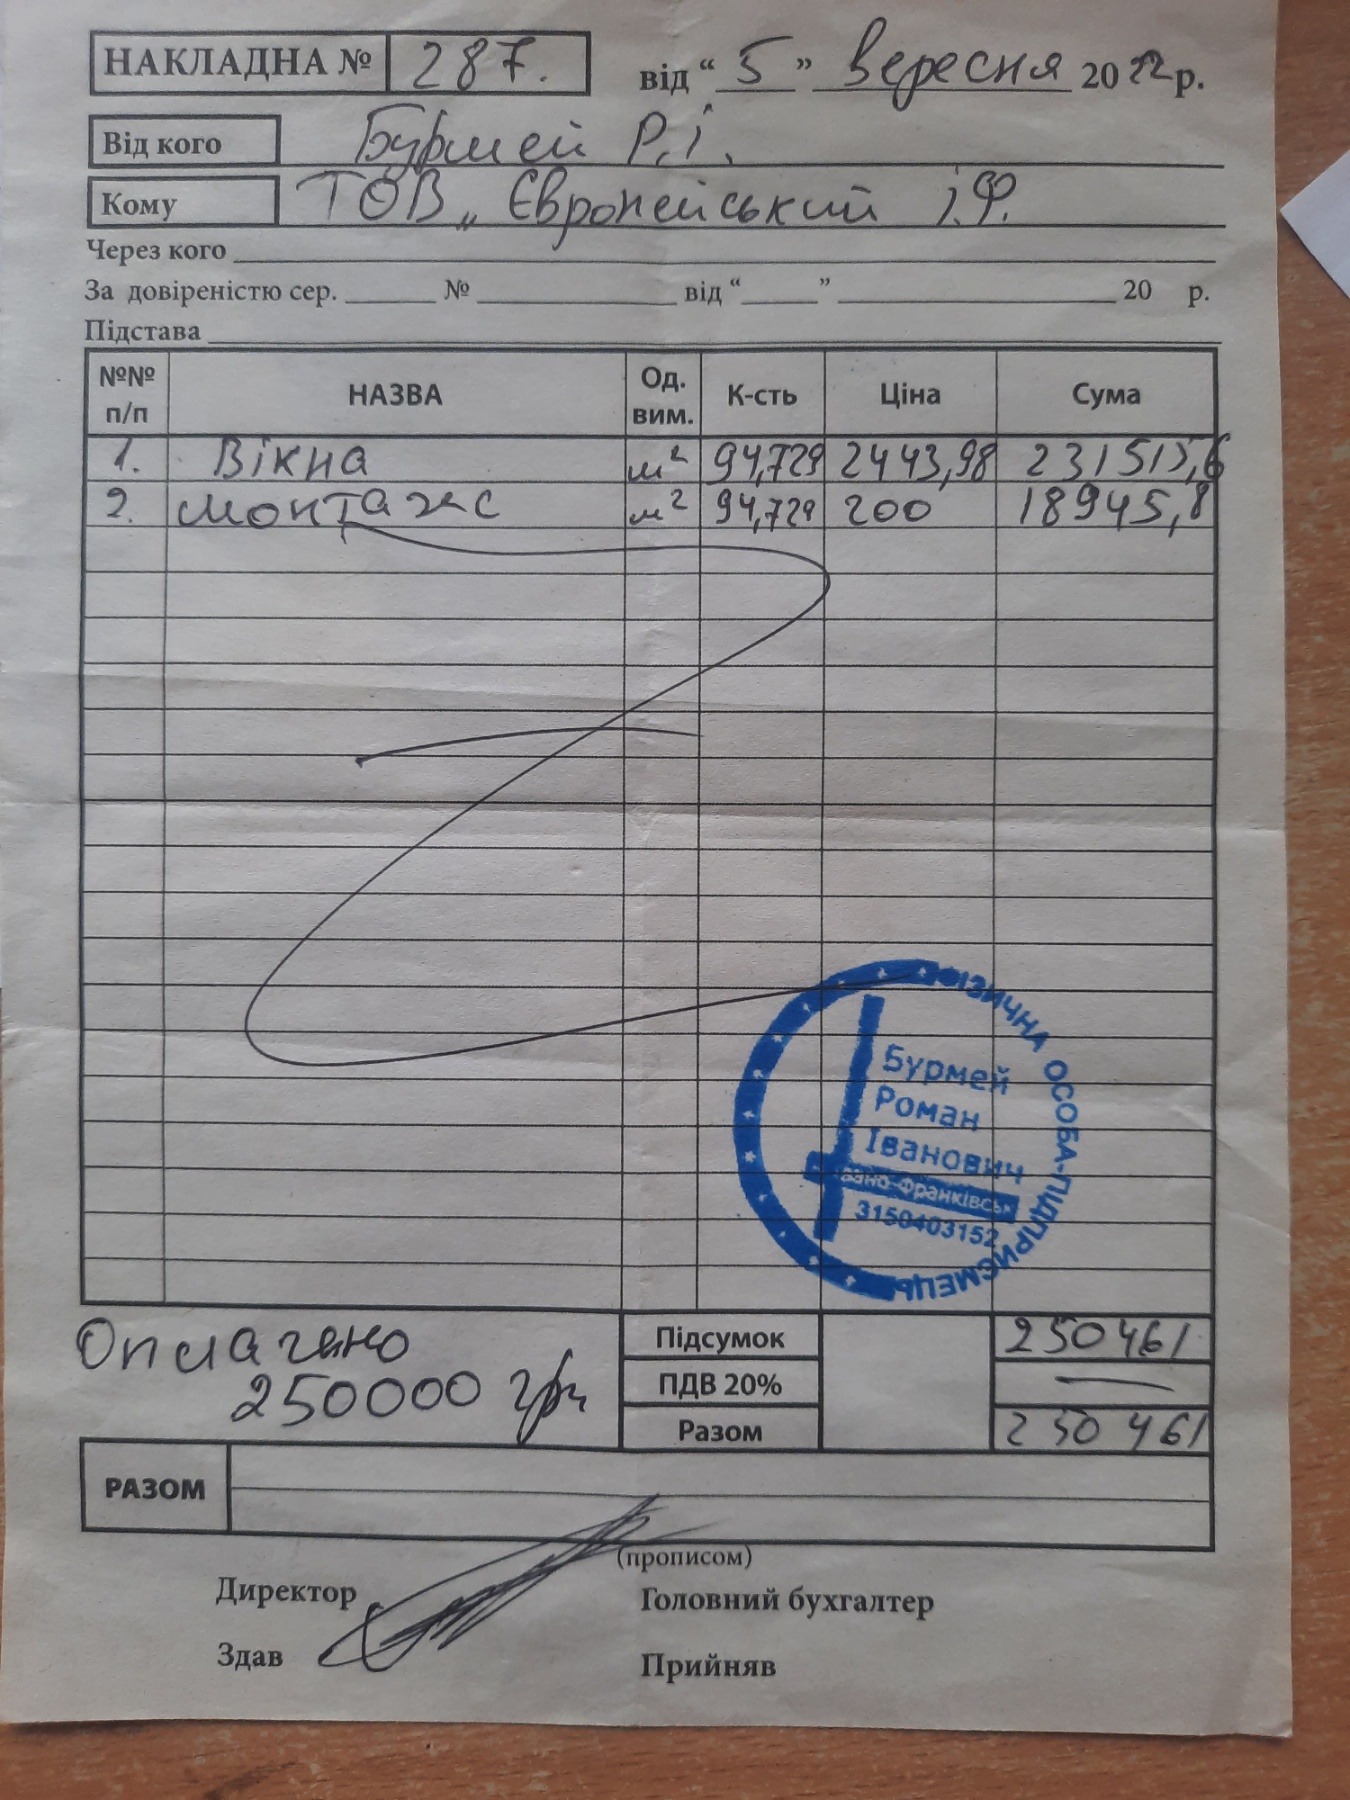 НАКЛАДНА № 287. від “ 5 ” вересня 2022 р.
Від кого Бурмей Р.І.
Кому ТОВ „Європейський І.Ф.
Через кого
За довіреністю сер. № від “ ” 20 р.
Підстава
№№ п/п НАЗВА Од. вим. К-сть Ціна Сума
1. Вікна м² 94,729 2443,98 231515,6
2. монтаж м² 94,729 200 18945,8
ФІЗИЧНА ОСОБА-ПІДПРИЄМЕЦЬ
Бурмей
Роман
Іванович
Івано-Франківськ
3150403152
Оплачено
250000 грн
Підсумок 250461
ПДВ 20% —
Разом 250461
РАЗОМ
(прописом)
Директор Головний бухгалтер
Здав Прийняв